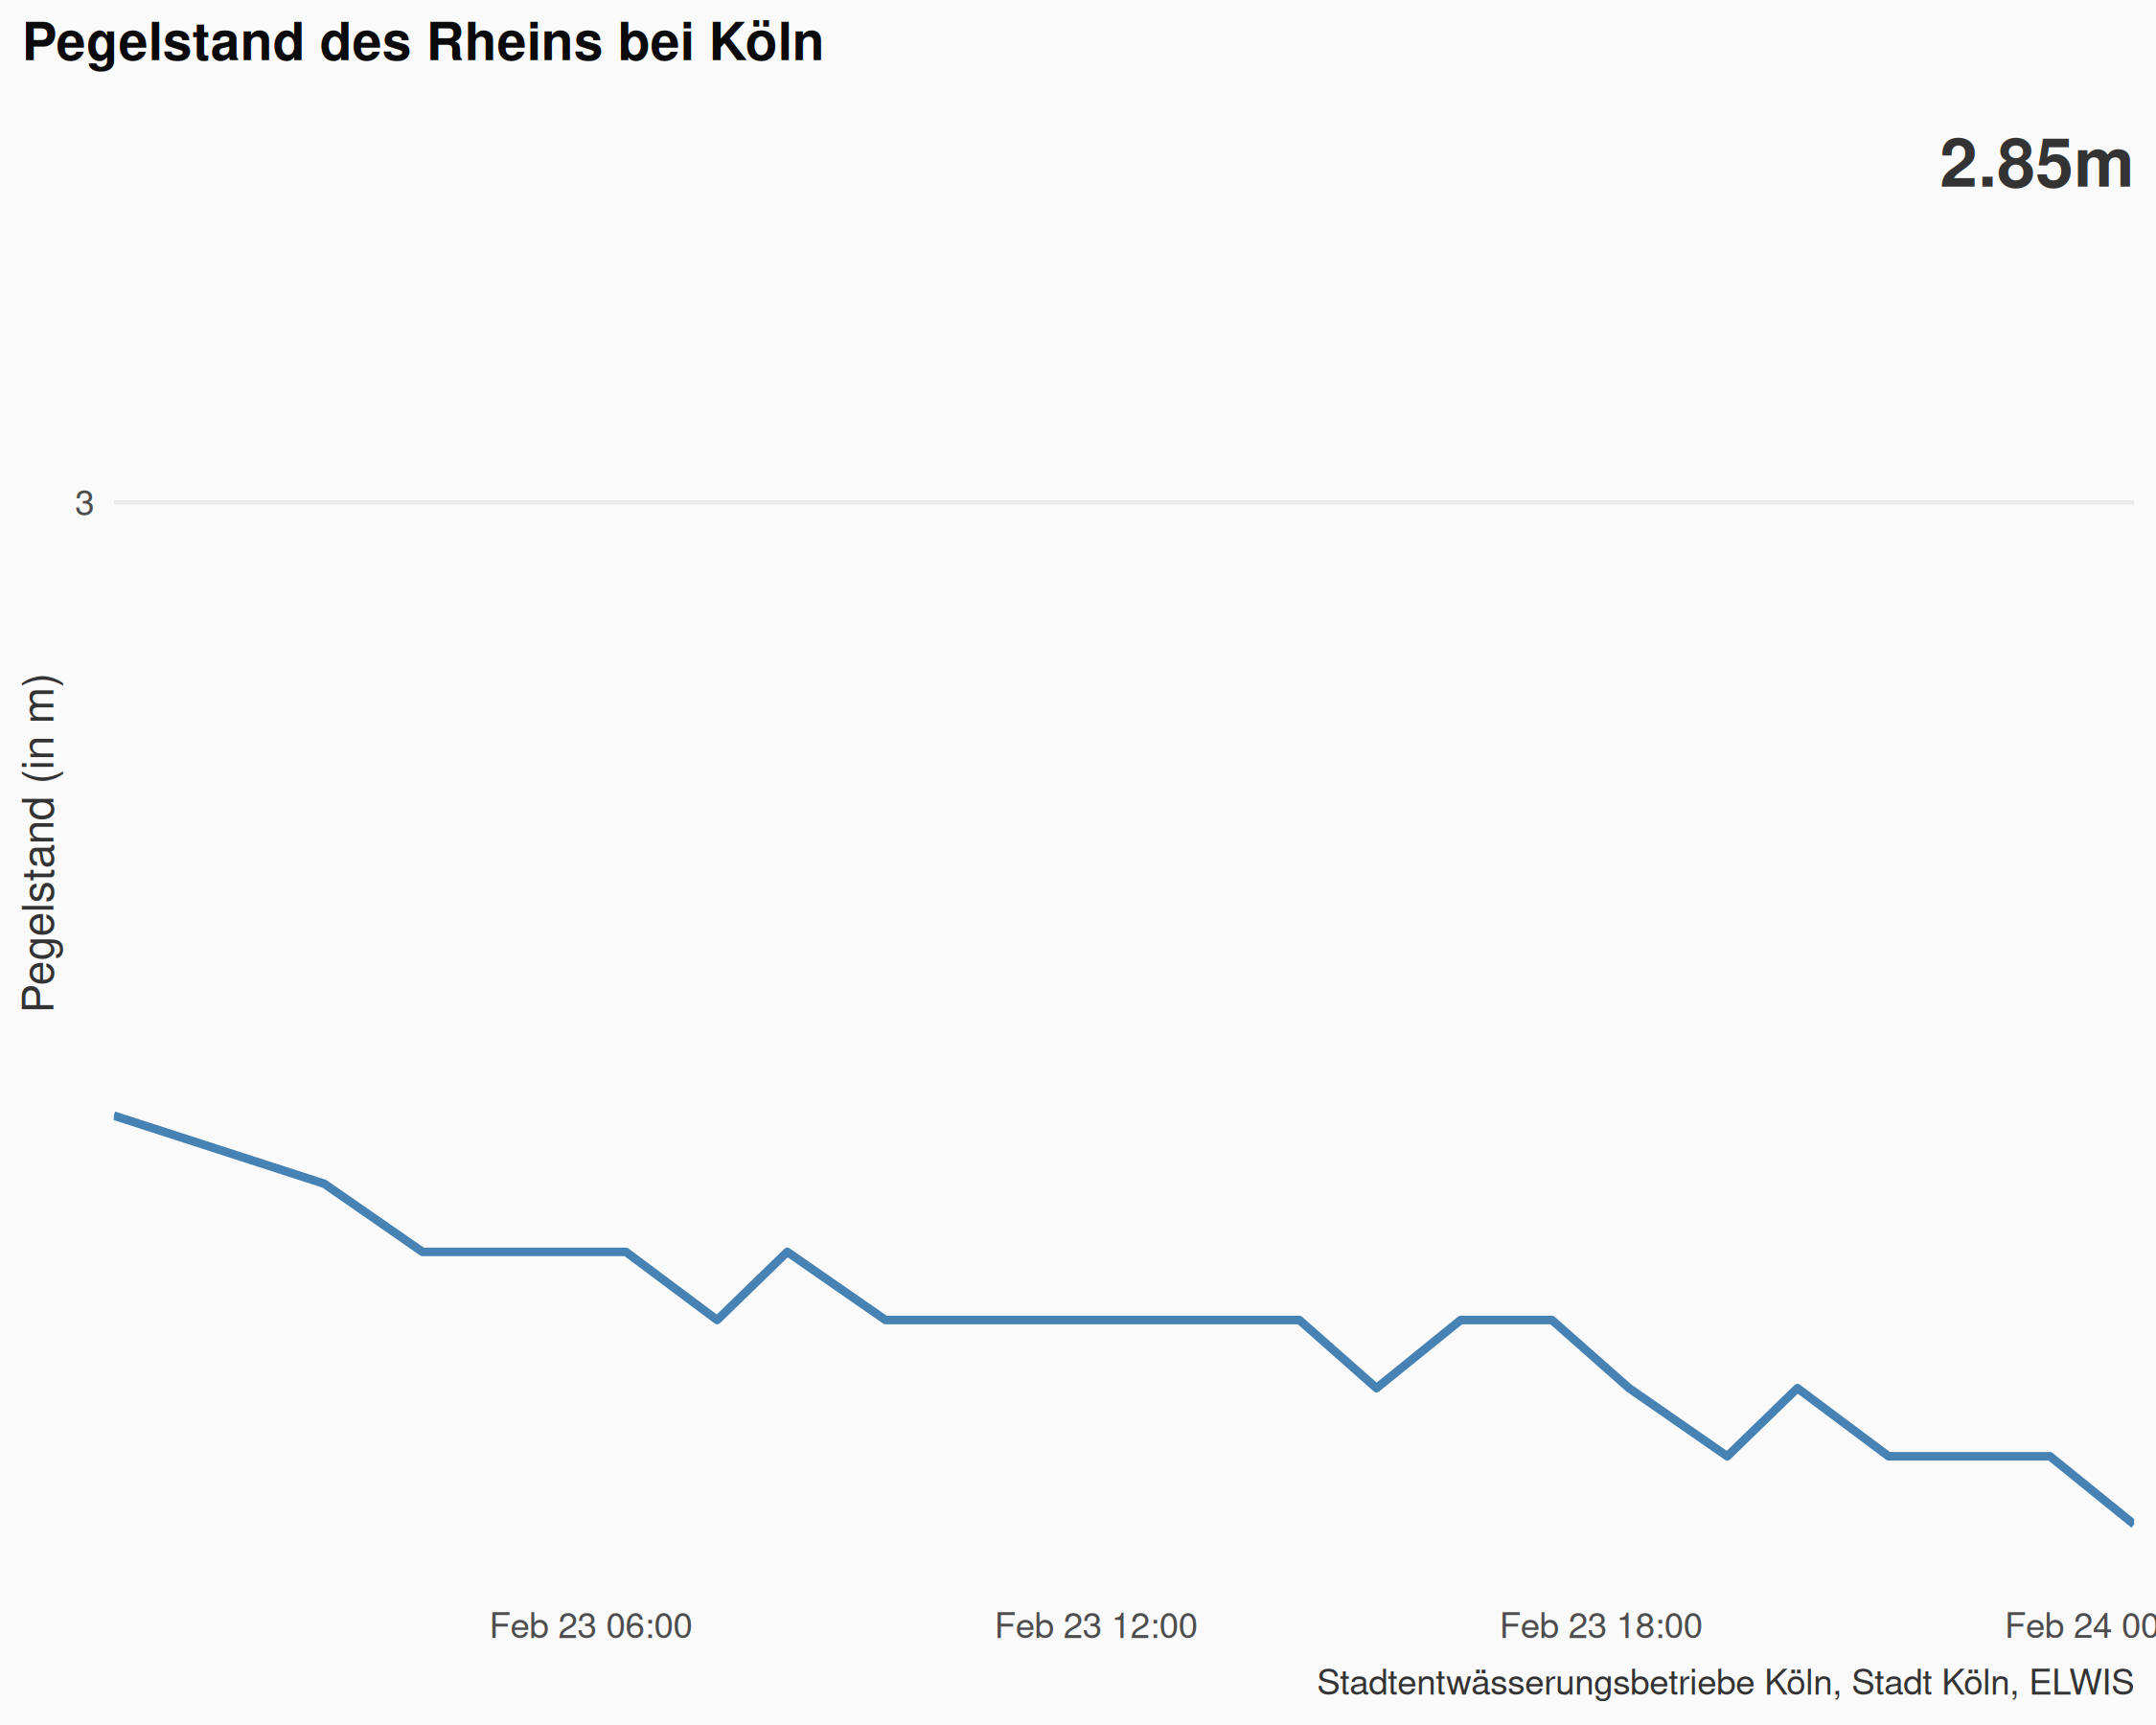 Pegelstand des Rheins bei Köln
2.85m
3
Pegelstand (in m)
Feb 23 06:00
Feb 23 12:00
Feb 23 18:00
Feb 24 00
Stadtentwässerungsbetriebe Köln, Stadt Köln, ELWIS